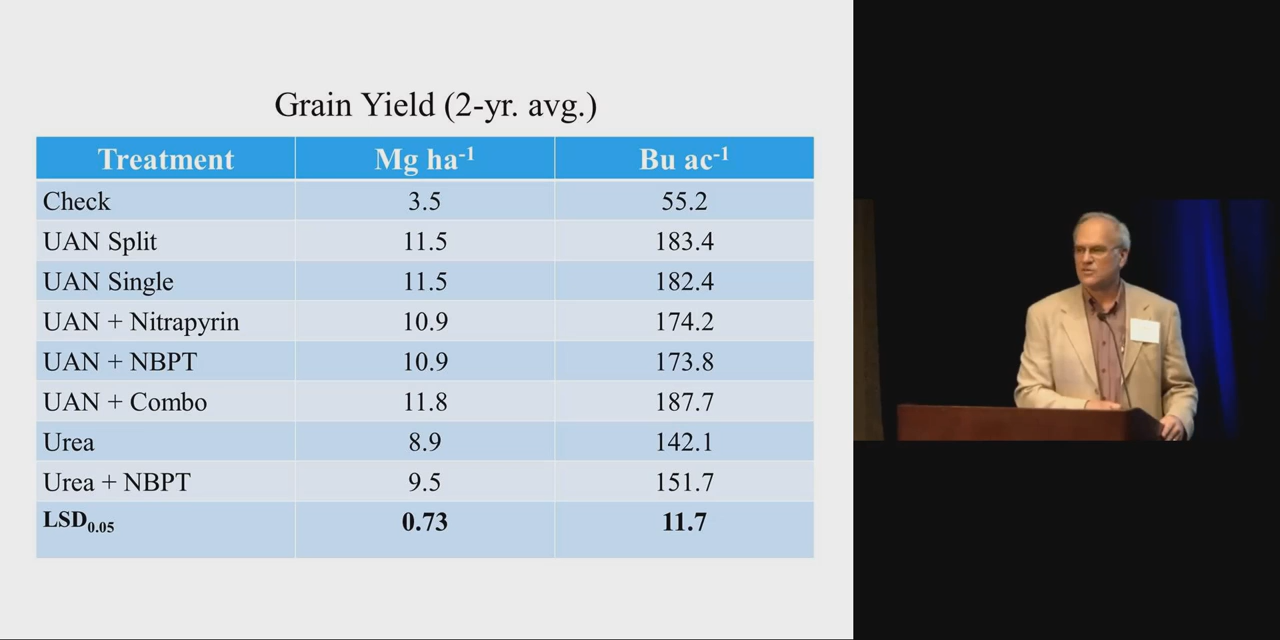 Grain Yield (2-yr. avg.)
Treatment Mg ha⁻¹ Bu ac⁻¹
Check 3.5 55.2
UAN Split 11.5 183.4
UAN Single 11.5 182.4
UAN + Nitrapyrin 10.9 174.2
UAN + NBPT 10.9 173.8
UAN + Combo 11.8 187.7
Urea 8.9 142.1
Urea + NBPT 9.5 151.7
LSD₀.₀₅ 0.73 11.7